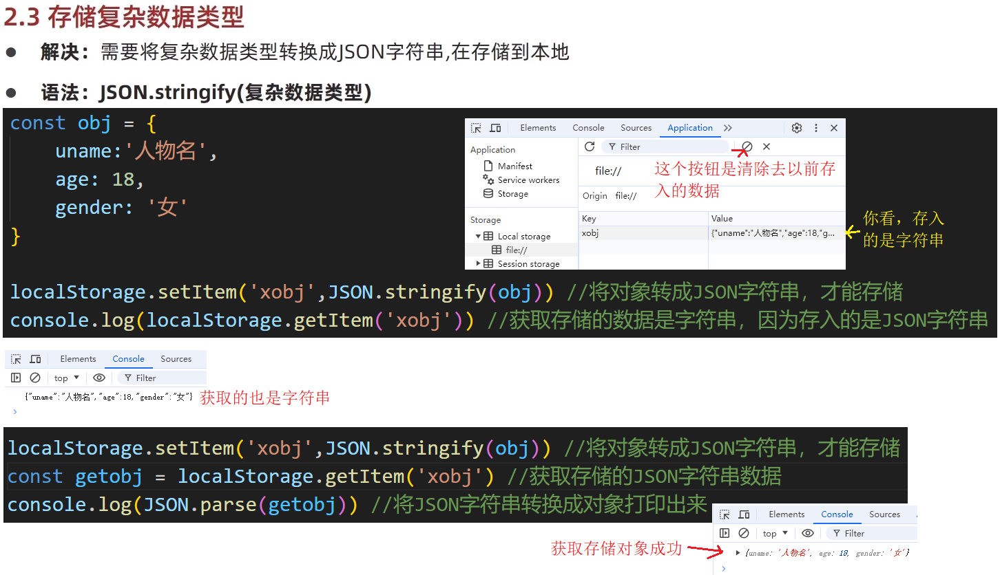 2.3 存储复杂数据类型
● 解决：需要将复杂数据类型转换成JSON字符串,在存储到本地
● 语法：JSON.stringify(复杂数据类型)
const obj = {
uname:'人物名',
age: 18,
gender: '女'
}
Elements Console Sources Application
Application
Filter
Manifest
Service workers
Storage
file://
这个按钮是清除去以前存
入的数据
Origin file://
Storage
Key Value
Local storage
xobj {"uname":"人物名","age":18,"g...
file://
Session storage
你看，存入
的是字符串
localStorage.setItem('xobj',JSON.stringify(obj)) //将对象转成JSON字符串，才能存储
console.log(localStorage.getItem('xobj')) //获取存储的数据是字符串，因为存入的是JSON字符串
Elements Console Sources
top Filter
{"uname":"人物名","age":18,"gender":"女"}
获取的也是字符串
localStorage.setItem('xobj',JSON.stringify(obj)) //将对象转成JSON字符串，才能存储
const getobj = localStorage.getItem('xobj') //获取存储的JSON字符串数据
console.log(JSON.parse(getobj)) //将JSON字符串转换成对象打印出来
Elements Console Sources
top Filter
获取存储对象成功
{uname: '人物名', age: 18, gender: '女'}